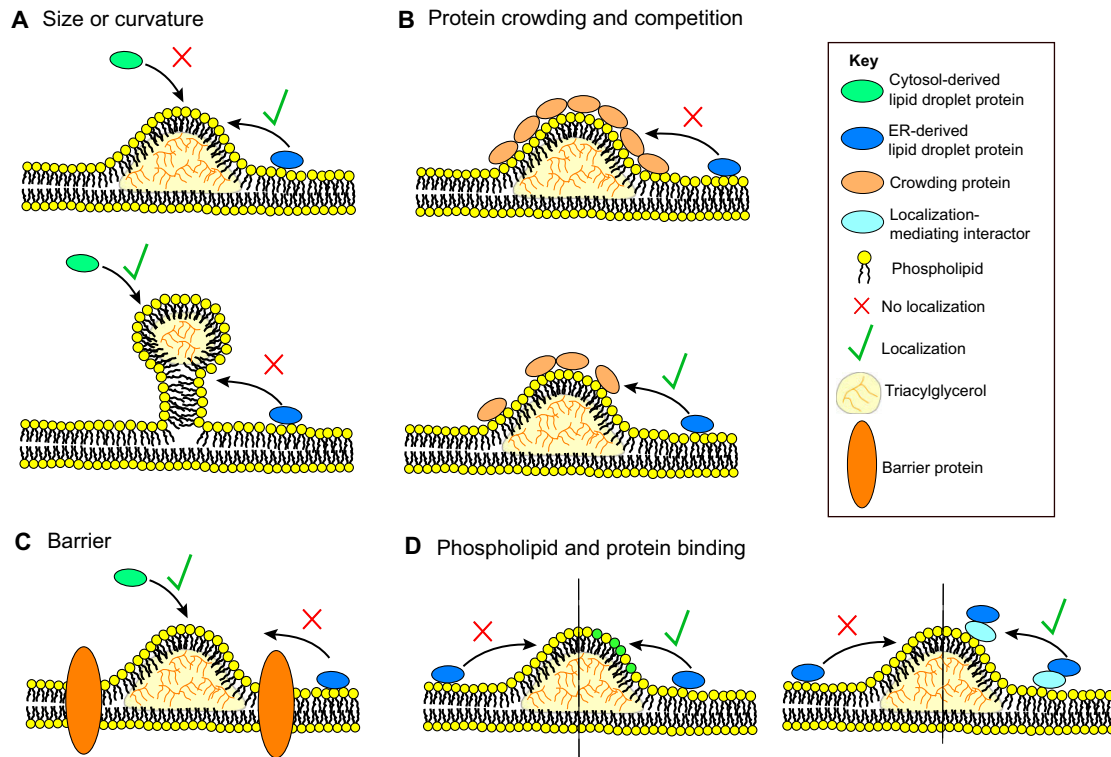 A Size or curvature
B Protein crowding and competition
Key
Cytosol-derived
lipid droplet protein
ER-derived
lipid droplet protein
Crowding protein
Localization-
mediating interactor
Phospholipid
No localization
Localization
Triacylglycerol
Barrier protein
C Barrier
D Phospholipid and protein binding